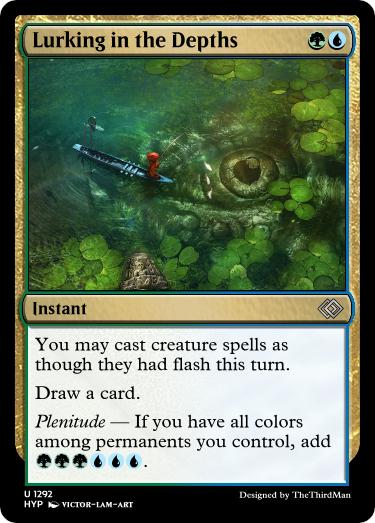 Lurking in the Depths
Instant
You may cast creature spells as
though they had flash this turn.
Draw a card.
Plenitude — If you have all colors
among permanents you control, add
.
U 1292
HYP VICTOR-LAM-ART
Designed by TheThirdMan